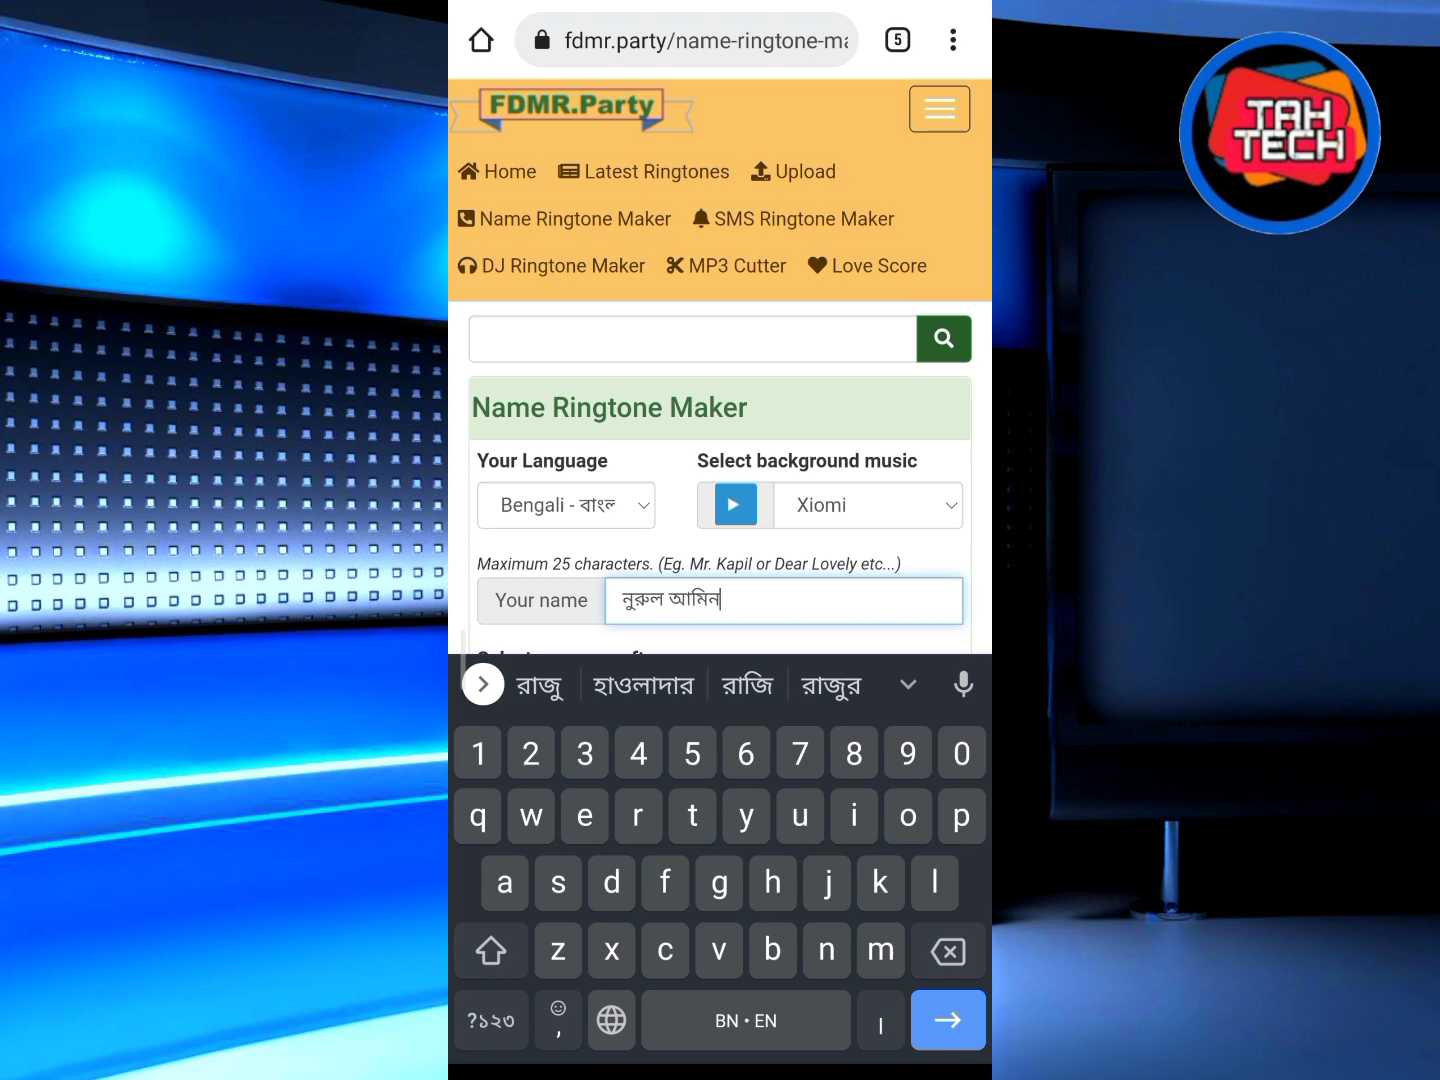 fdmr.party/name-ringtone-ma
5
TAH
TECH
FDMR.Party
Home Latest Ringtones Upload
Name Ringtone Maker SMS Ringtone Maker
DJ Ringtone Maker MP3 Cutter Love Score
Name Ringtone Maker
Your Language Select background music
Bengali - বাংল Xiomi
Maximum 25 characters. (Eg. Mr. Kapil or Dear Lovely etc...)
Your name নুরুল আমিন
রাজু হাওলাদার রাজি রাজুর
1 2 3 4 5 6 7 8 9 0
q w e r t y u i o p
a s d f g h j k l
z x c v b n m
?১২৩ , BN • EN ।